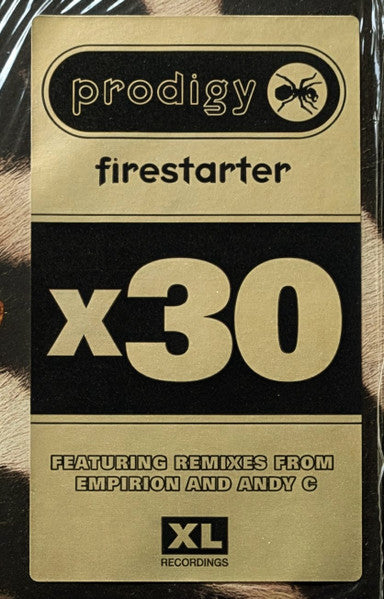 prodigy
firestarter
x30
FEATURING REMIXES FROM
EMPIRION AND ANDY C
XL
RECORDINGS